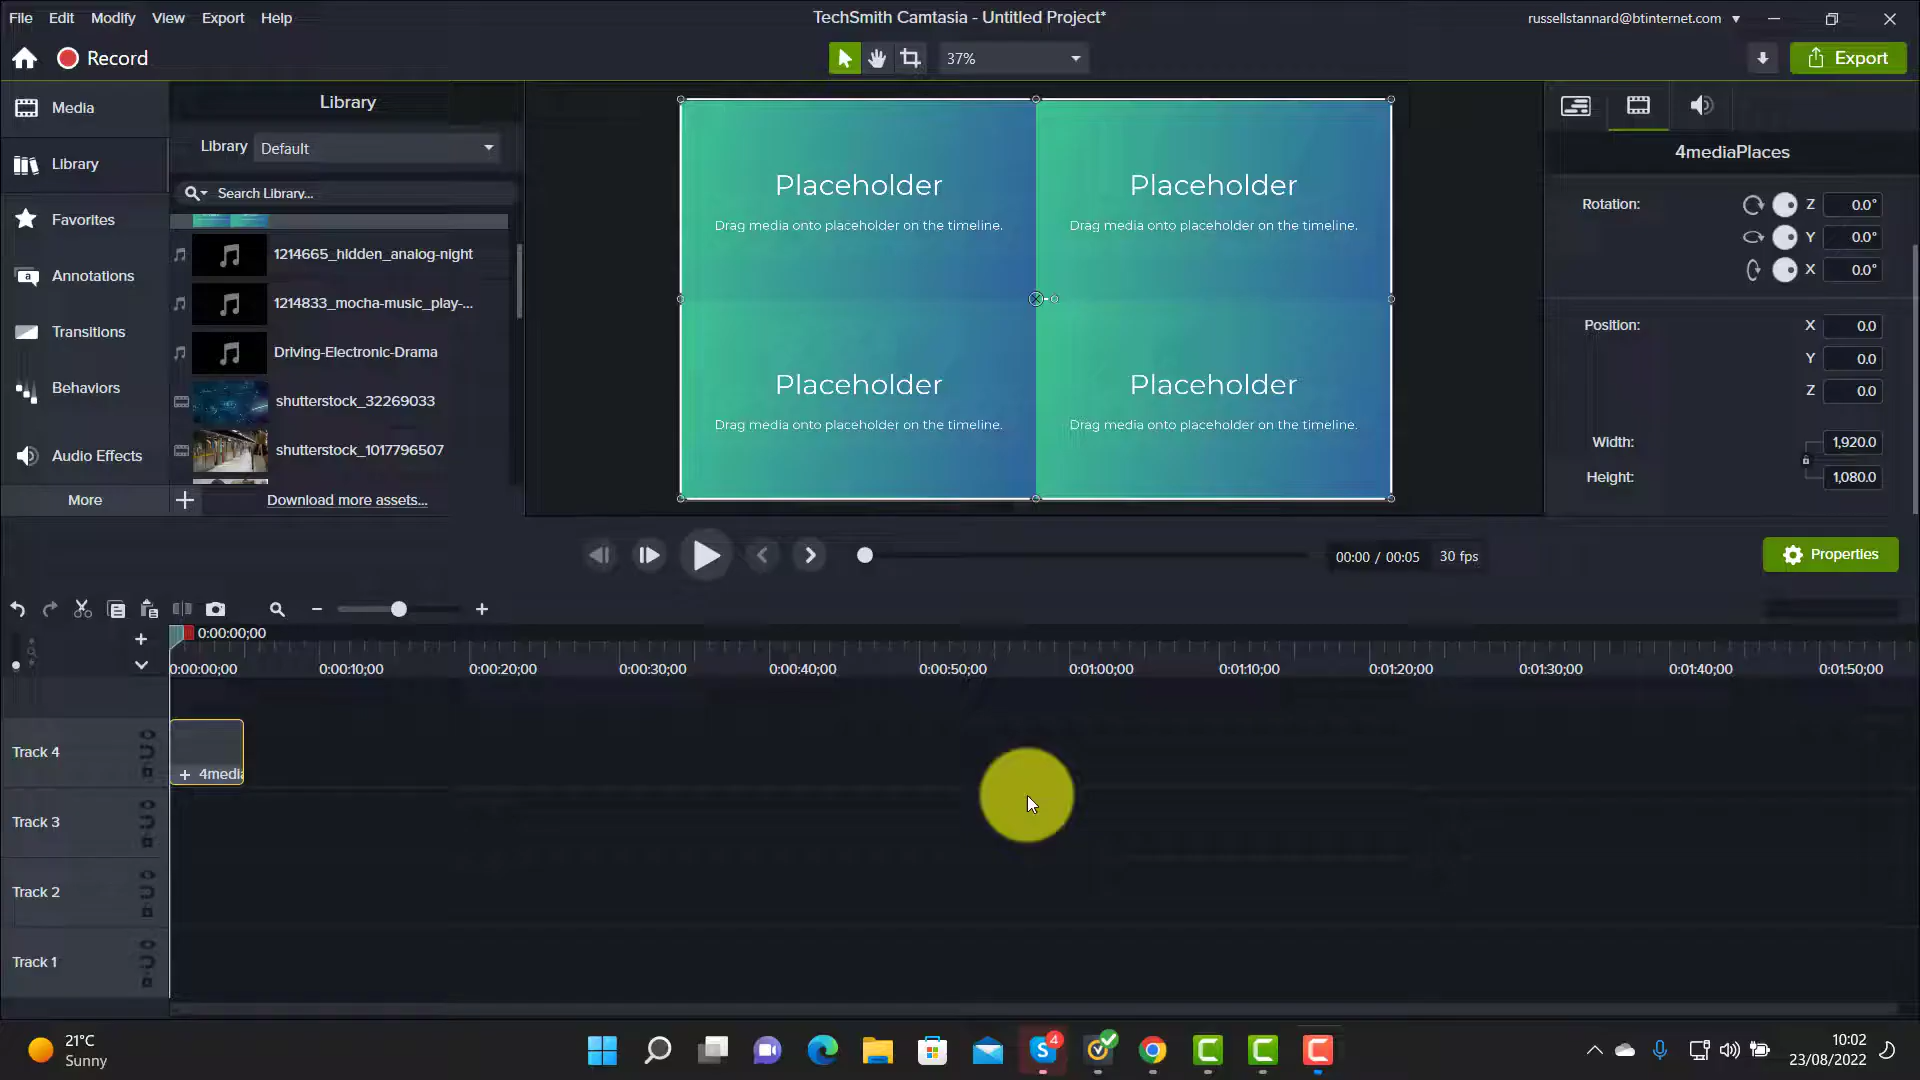 File Edit Modify View Export Help
TechSmith Camtasia - Untitled Project*
russellstannard@btinternet.com
Record
37%
Export
Media
Library
Favorites
Annotations
Transitions
Behaviors
Audio Effects
More
Library
Library Default
Search Library...
1214665_hidden_analog-night
1214833_mocha-music_play-...
Driving-Electronic-Drama
shutterstock_32269033
shutterstock_1017796507
Download more assets...
Placeholder
Drag media onto placeholder on the timeline.
Placeholder
Drag media onto placeholder on the timeline.
Placeholder
Drag media onto placeholder on the timeline.
Placeholder
Drag media onto placeholder on the timeline.
4mediaPlaces
Rotation: Z 0.0°
Y 0.0°
X 0.0°
Position: X 0.0
Y 0.0
Z 0.0
Width: 1,920.0
Height: 1,080.0
00:00 / 00:05 30 fps
Properties
0:00:00;00
0:00:00;00 0:00:10;00 0:00:20;00 0:00:30;00 0:00:40;00 0:00:50;00 0:01:00;00 0:01:10;00 0:01:20;00 0:01:30;00 0:01:40;00 0:01:50;00
Track 4
+ 4media
Track 3
Track 2
Track 1
21°C
Sunny
4
10:02
23/08/2022